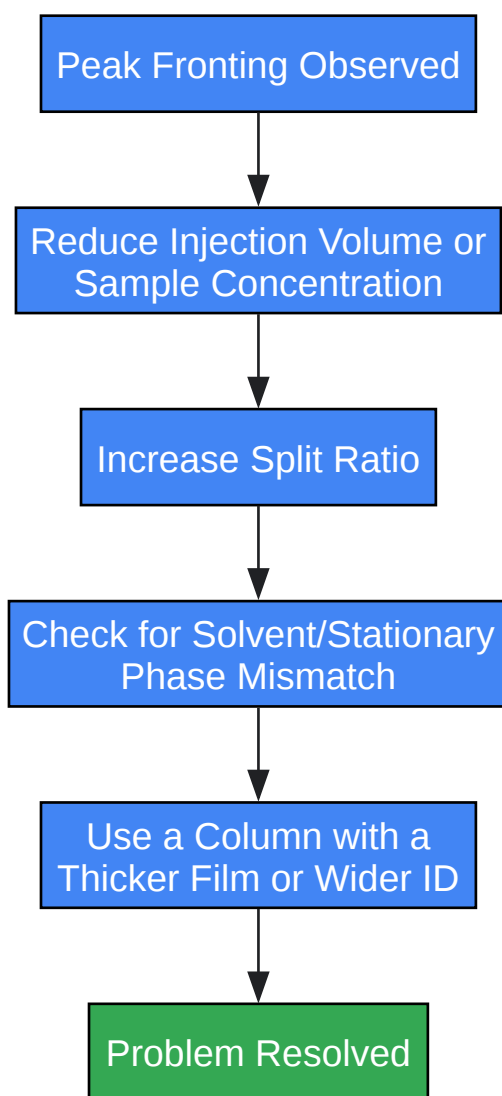 Peak Fronting Observed
Reduce Injection Volume or
Sample Concentration
Increase Split Ratio
Check for Solvent/Stationary
Phase Mismatch
Use a Column with a
Thicker Film or Wider ID
Problem Resolved